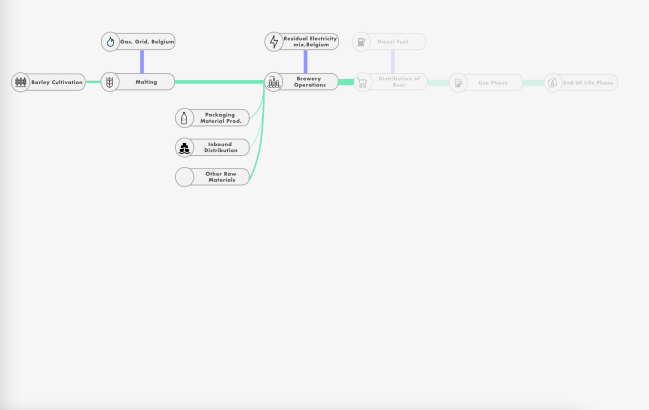 Gas, Grid, Belgium
Residual Electricity
mix,Belgium
Diesel Fuel
Barley Cultivation
Malting
Brewery
Operations
Distribution of
Beer
Use Phase
End Of Life Phase
Packaging
Material Prod.
Inbound
Distribution
Other Raw
Materials